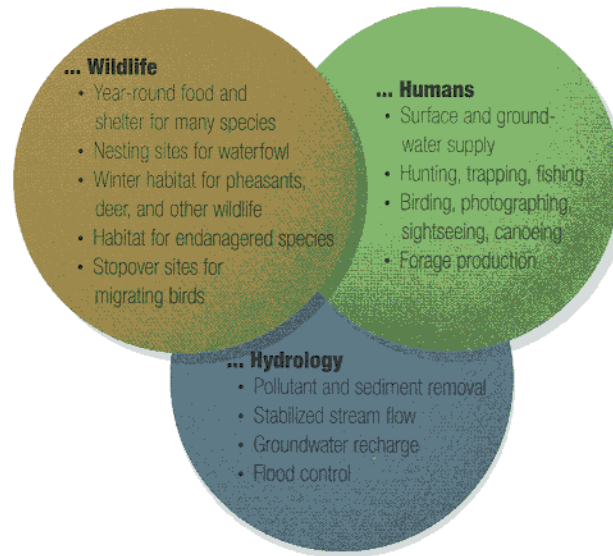 ... Wildlife
• Year-round food and
shelter for many species
• Nesting sites for waterfowl
• Winter habitat for pheasants,
deer, and other wildlife
• Habitat for endanagered species
• Stopover sites for
migrating birds
... Humans
• Surface and ground-
water supply
• Hunting, trapping, fishing
• Birding, photographing,
sightseeing, canoeing
• Forage production
... Hydrology
• Pollutant and sediment removal
• Stabilized stream flow
• Groundwater recharge
• Flood control